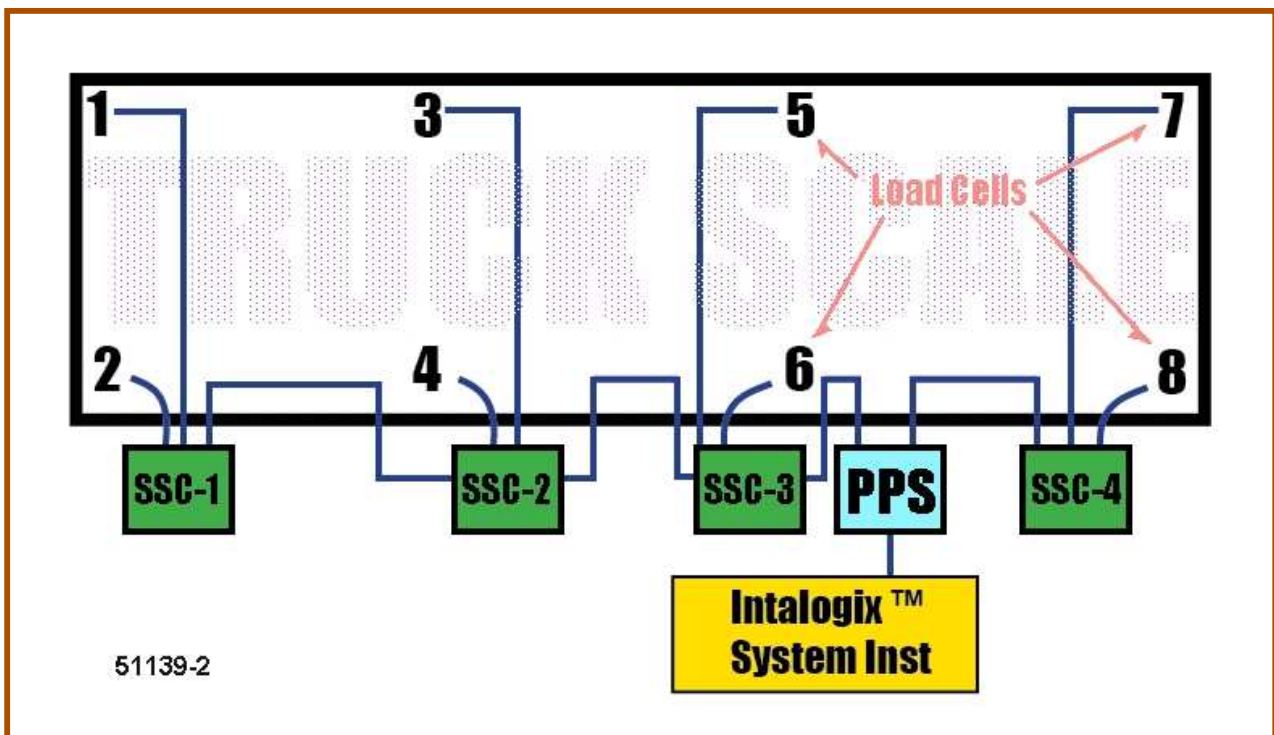 1 3 5 7
TRUCK SCALE
Load Cells
2 4 6 8
SSC-1 SSC-2 SSC-3 PPS SSC-4
Intalogix ™
System Inst
51139-2